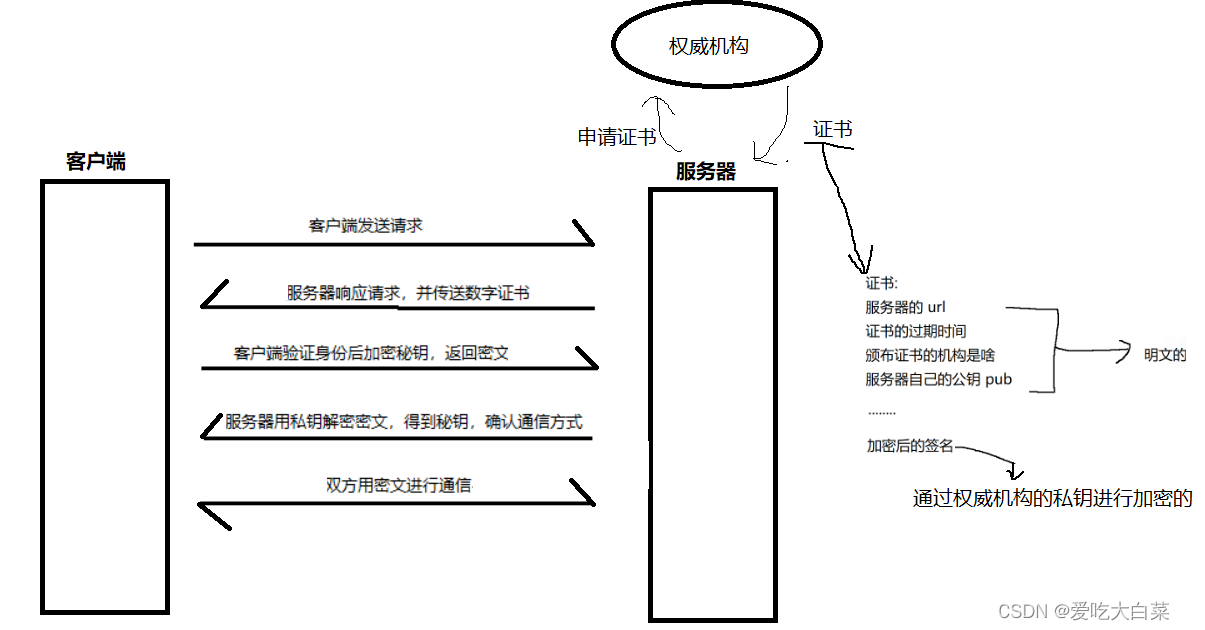 权威机构
申请证书
证书
客户端
服务器
客户端发送请求
服务器响应请求，并传送数字证书
客户端验证身份后加密秘钥，返回密文
服务器用私钥解密密文，得到秘钥，确认通信方式
双方用密文进行通信
证书:
服务器的 url
证书的过期时间
颁布证书的机构是啥
服务器自己的公钥 pub
........
明文的
加密后的签名
通过权威机构的私钥进行加密的
CSDN @爱吃大白菜